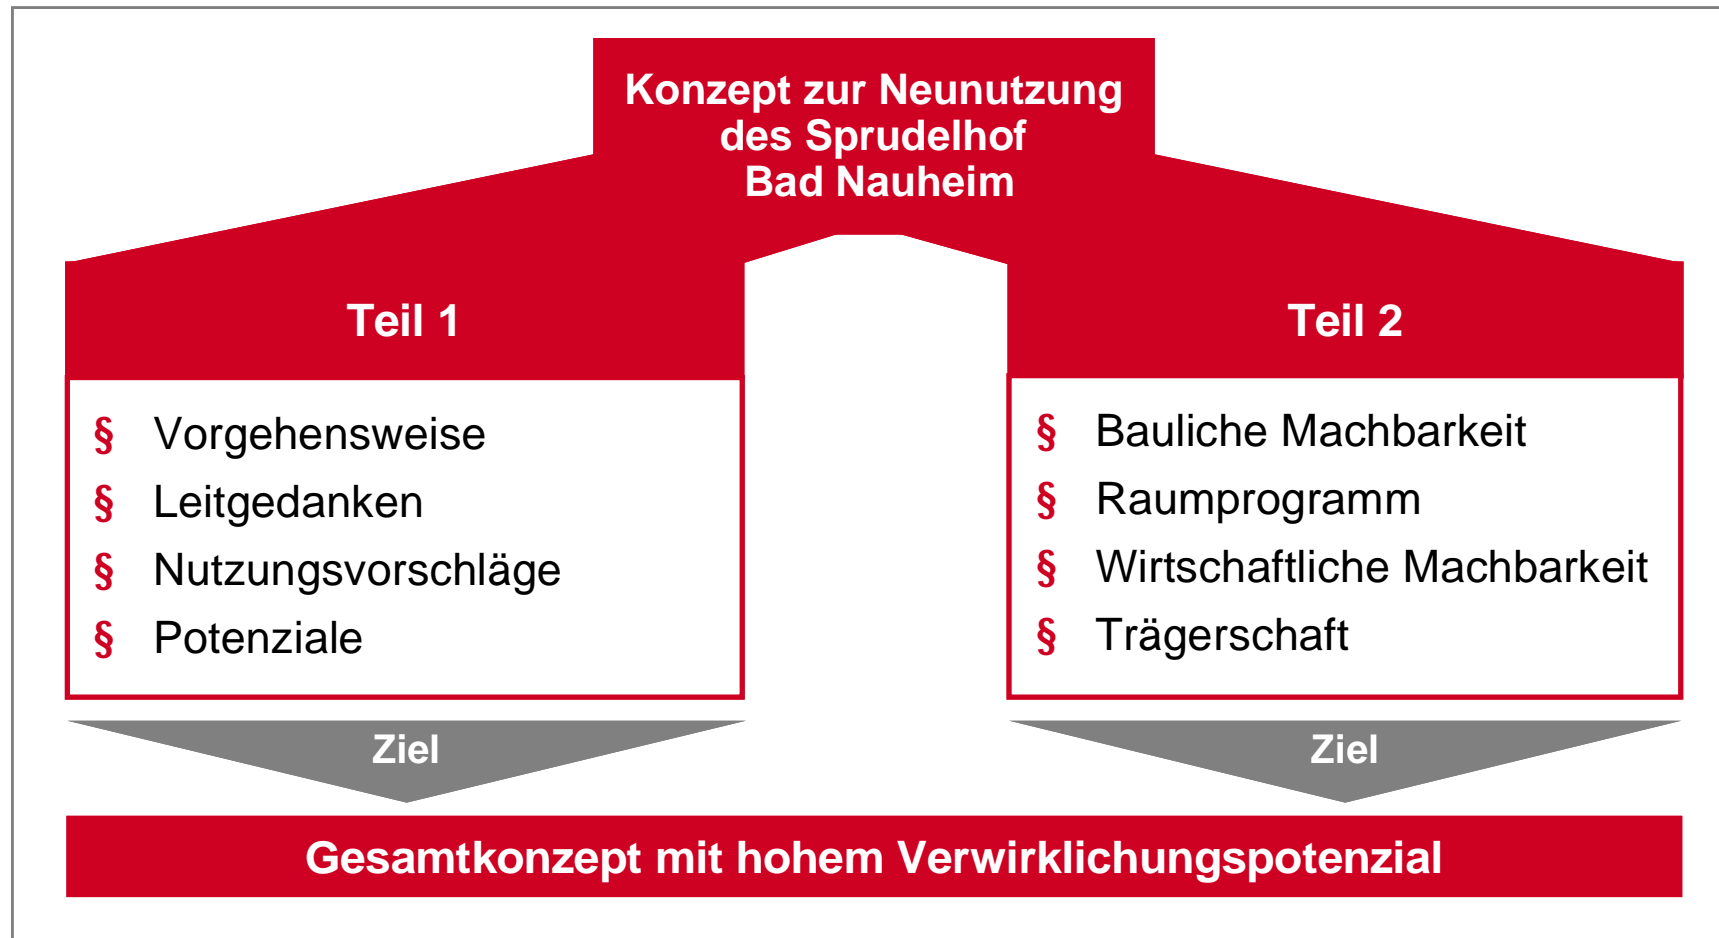 Konzept zur Neunutzung
des Sprudelhof
Bad Nauheim
Teil 1
§ Vorgehensweise
§ Leitgedanken
§ Nutzungsvorschläge
§ Potenziale
Ziel
Teil 2
§ Bauliche Machbarkeit
§ Raumprogramm
§ Wirtschaftliche Machbarkeit
§ Trägerschaft
Ziel
Gesamtkonzept mit hohem Verwirklichungspotenzial